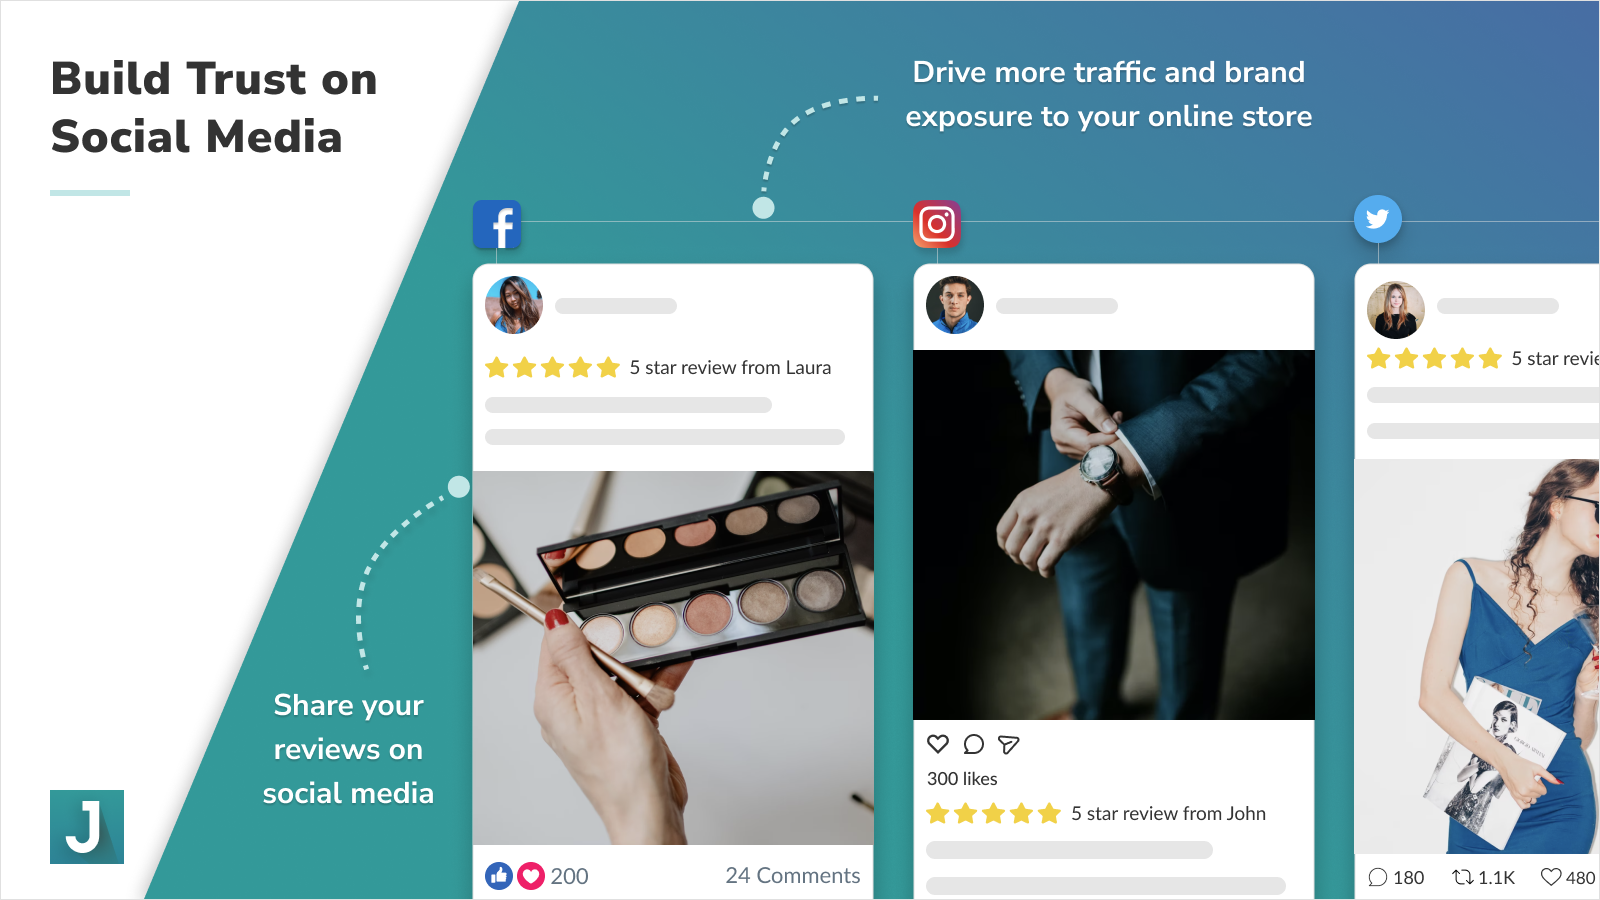 Build Trust on
Social Media
Drive more traffic and brand
exposure to your online store
5 star review from Laura
200
24 Comments
300 likes
5 star review from John
5 star
180
1.1K
480
Share your
reviews on
social media
J